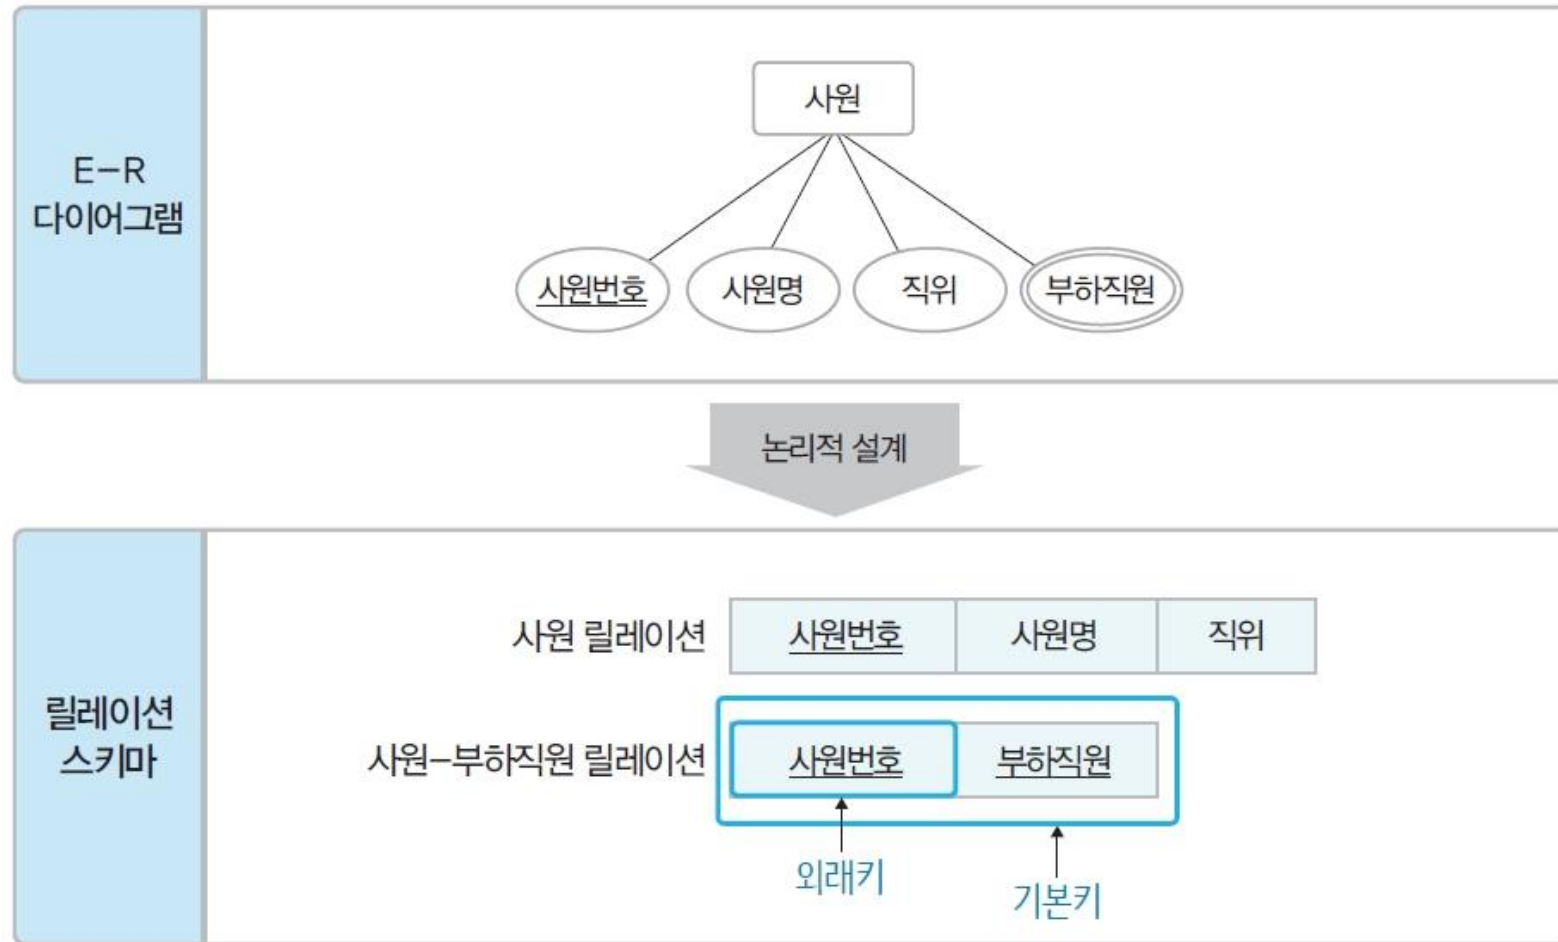 E-R
다이어그램
사원
사원번호 사원명 직위 부하직원
논리적 설계
릴레이션
스키마
사원 릴레이션 사원번호 사원명 직위
사원-부하직원 릴레이션 사원번호 부하직원
외래키
기본키